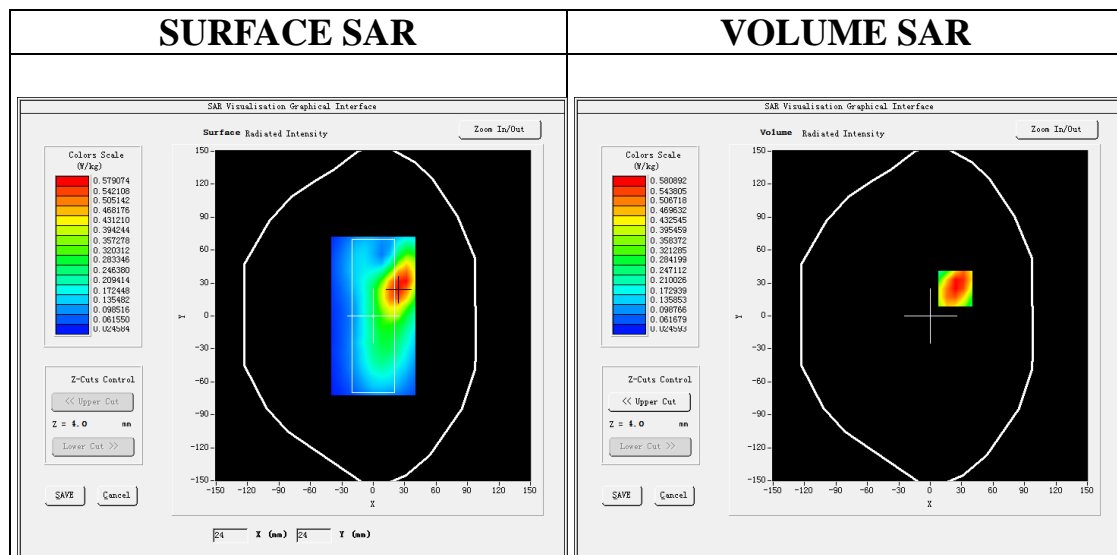 SURFACE SAR
VOLUME SAR
SAR Visualisation Graphical Interface
Surface Radiated Intensity
Zoom In/Out
Colors Scale
(W/kg)
0.579074
0.542108
0.505142
0.468176
0.431210
0.394244
0.357278
0.320312
0.283346
0.246380
0.209414
0.172448
0.135482
0.098516
0.061550
0.024584
150
120
90
60
30
0
-30
-60
-90
-120
-150
Y
-150 -120 -90 -60 -30 0 30 60 90 120 150
X
Z-Cuts Control
<< Upper Cut
Z = 4.0 mm
Lower Cut >>
SAVE Cancel
24 X (mm) 24 Y (mm)
SAR Visualisation Graphical Interface
Volume Radiated Intensity
Zoom In/Out
Colors Scale
(W/kg)
0.580892
0.543805
0.506718
0.469632
0.432545
0.395459
0.358372
0.321285
0.284199
0.247112
0.210026
0.172939
0.135853
0.098766
0.061679
0.024593
150
120
90
60
30
0
-30
-60
-90
-120
-150
Y
-150 -120 -90 -60 -30 0 30 60 90 120 150
X
Z-Cuts Control
<< Upper Cut
Z = 4.0 mm
Lower Cut >>
SAVE Cancel